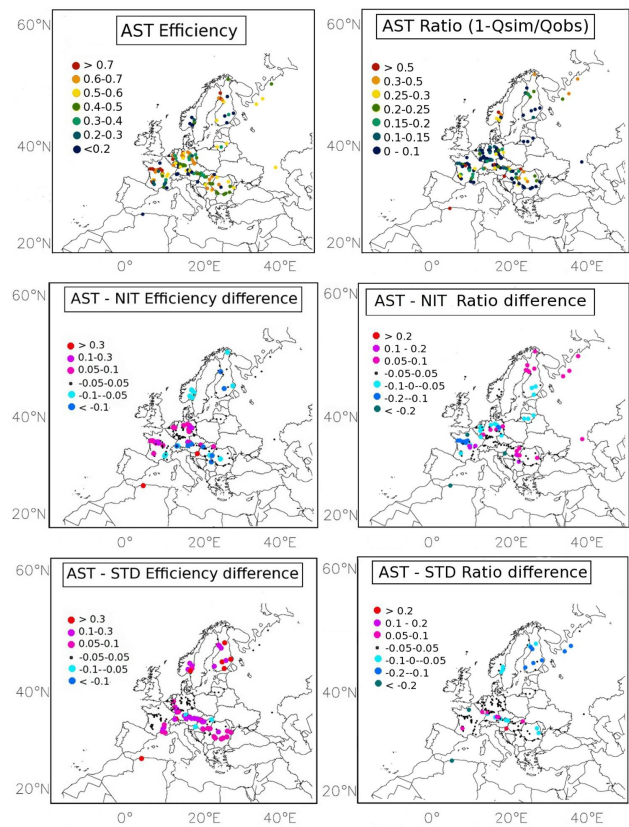 AST Efficiency
60°N
40°N
20°N
> 0.7
0.6-0.7
0.5-0.6
0.4-0.5
0.3-0.4
0.2-0.3
<0.2
0°
20°E
40°E
AST Ratio (1-Qsim/Qobs)
60°N
40°N
20°N
> 0.5
0.3-0.5
0.25-0.3
0.2-0.25
0.15-0.2
0.1-0.15
0 - 0.1
0°
20°E
40°E
AST - NIT Efficiency difference
60°N
40°N
20°N
> 0.3
0.1-0.3
0.05-0.1
-0.05-0.05
-0.1--0.05
< -0.1
0°
20°E
40°E
AST - NIT Ratio difference
60°N
40°N
20°N
> 0.2
0.1 - 0.2
0.05-0.1
-0.05-0.05
-0.1-0--0.05
-0.2--0.1
< -0.2
0°
20°E
40°E
AST - STD Efficiency difference
60°N
40°N
20°N
> 0.3
0.1-0.3
0.05-0.1
-0.05-0.05
-0.1--0.05
< -0.1
0°
20°E
40°E
AST - STD Ratio difference
60°N
40°N
20°N
> 0.2
0.1 - 0.2
0.05-0.1
-0.05-0.05
-0.1-0--0.05
-0.2--0.1
< -0.2
0°
20°E
40°E